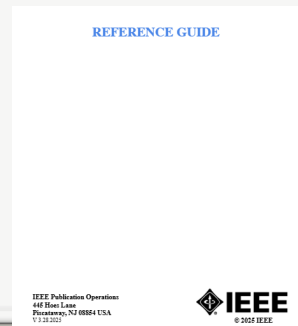 REFERENCE GUIDE
IEEE Publication Operations
445 Hoes Lane
Piscataway, NJ 08854 USA
V 3.28.2025
IEEE
© 2025 IEEE